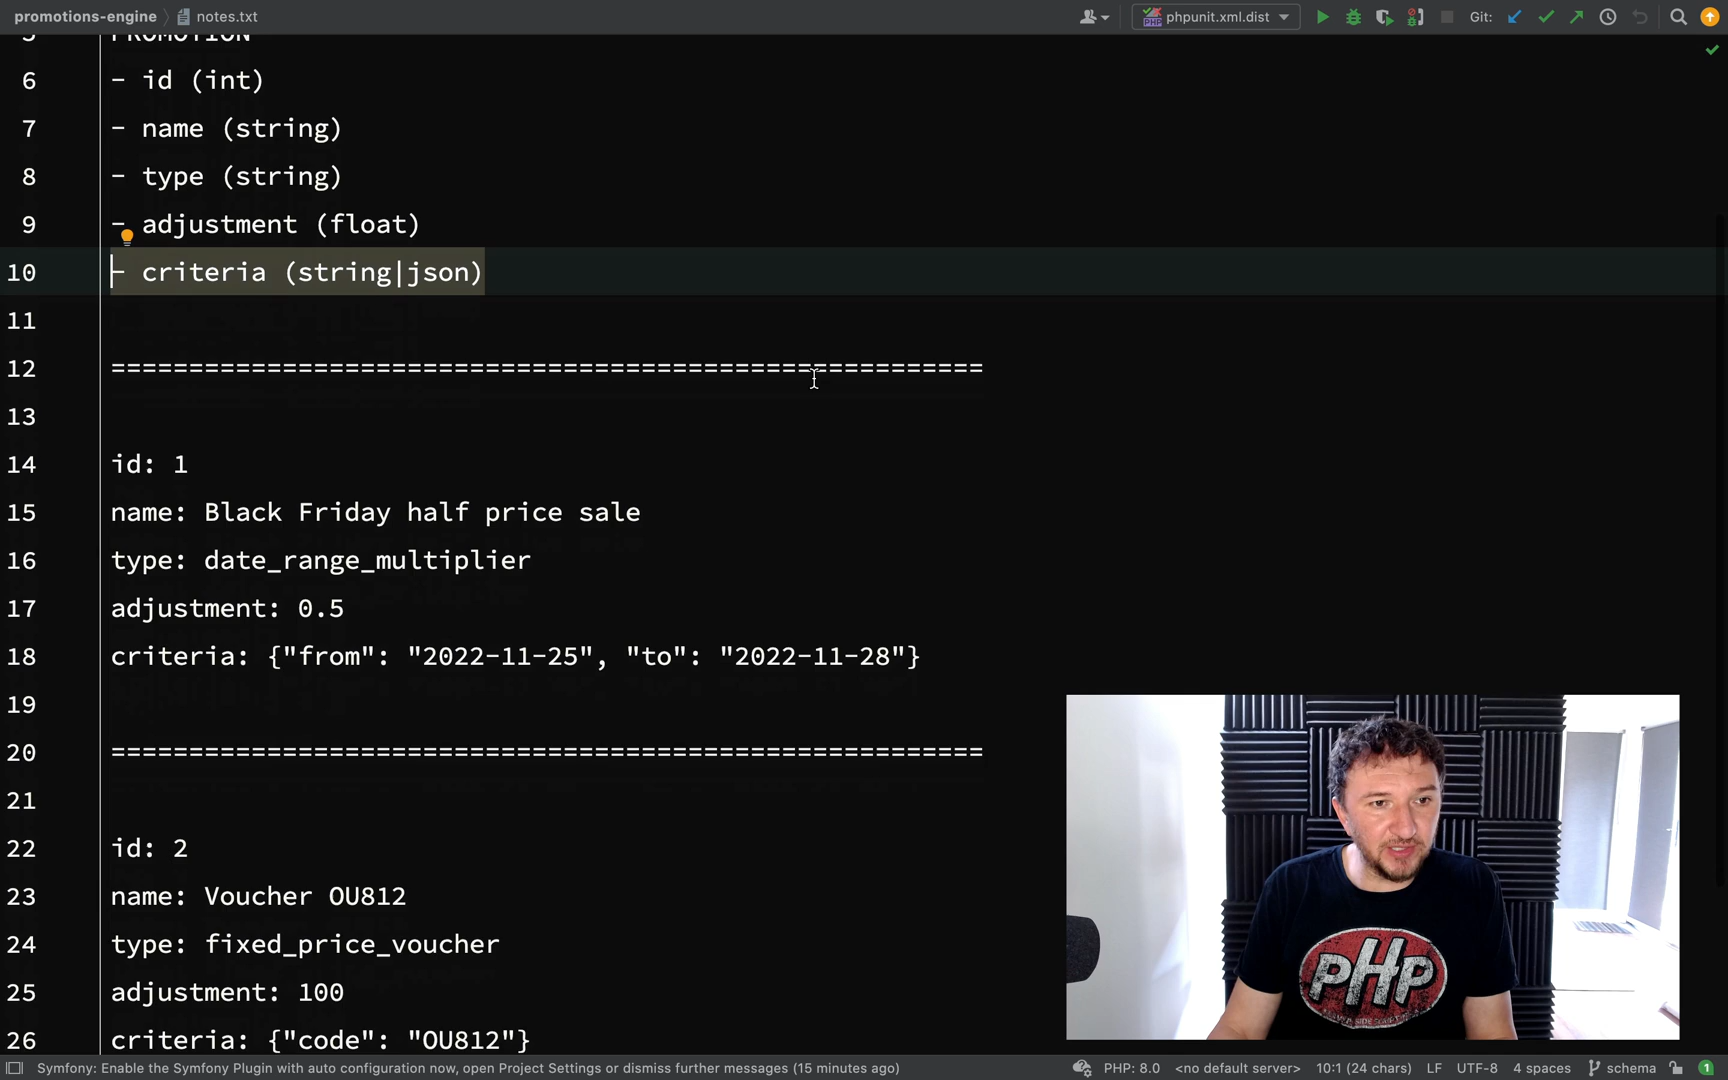 promotions-engine notes.txt phpunit.xml.dist Git:
5 PROMOTION
6 - id (int)
7 - name (string)
8 - type (string)
9 - adjustment (float)
10 - criteria (string|json)
11
12 ========================================================
13
14 id: 1
15 name: Black Friday half price sale
16 type: date_range_multiplier
17 adjustment: 0.5
18 criteria: {"from": "2022-11-25", "to": "2022-11-28"}
19
20 ========================================================
21
22 id: 2
23 name: Voucher OU812
24 type: fixed_price_voucher
25 adjustment: 100
26 criteria: {"code": "OU812"}
PHP
Symfony: Enable the Symfony Plugin with auto configuration now, open Project Settings or dismiss further messages (15 minutes ago) PHP: 8.0 <no default server> 10:1 (24 chars) LF UTF-8 4 spaces schema 1